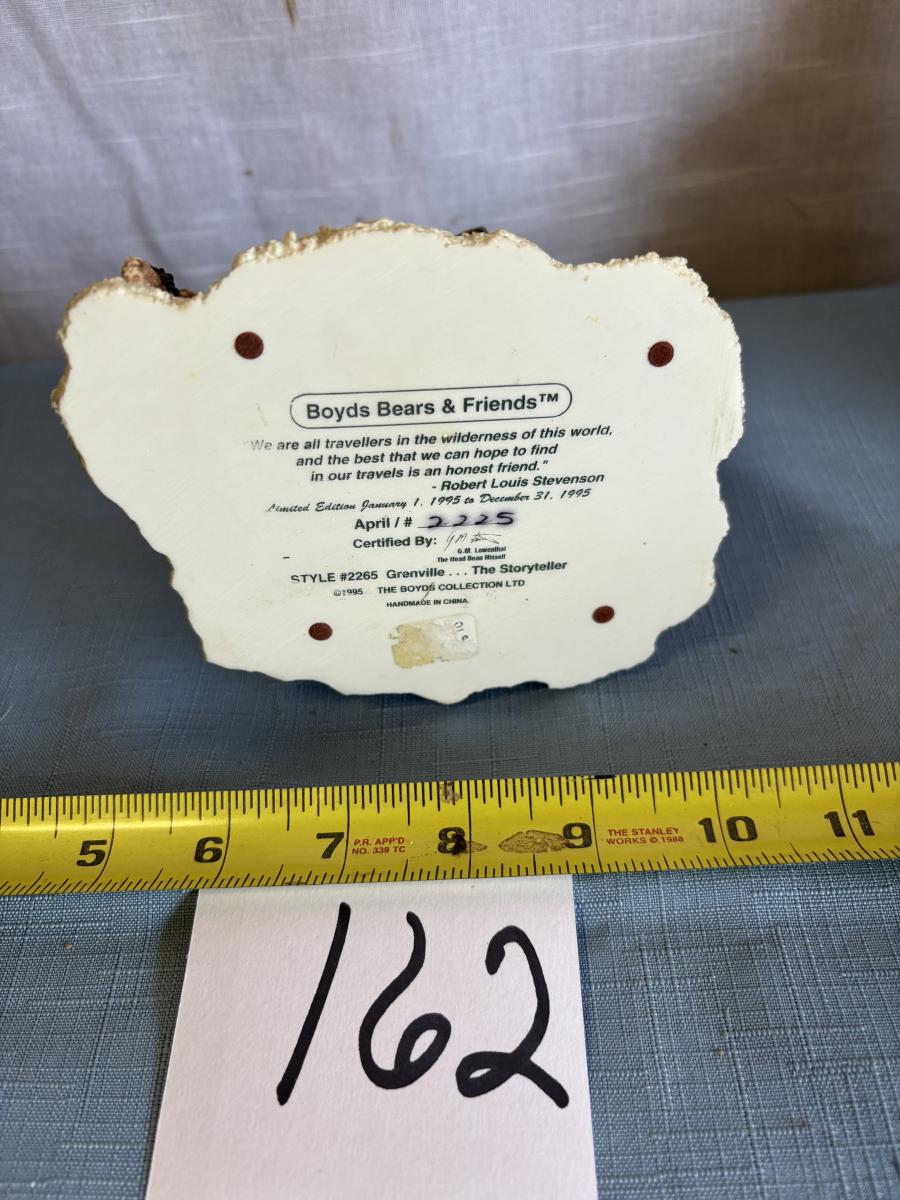 Boyds Bears & Friends™
"We are all travellers in the wilderness of this world,
and the best that we can hope to find
in our travels is an honest friend."
- Robert Louis Stevenson
Limited Edition January 1, 1995 to December 31, 1995
April / # 2225
Certified By:
G.M. Lowenthal
The Head Bean Hisself
STYLE #2265 Grenville . . . The Storyteller
©1995 THE BOYDS COLLECTION LTD
HANDMADE IN CHINA.
5 6 7 P.R. APP'D 8 9 THE STANLEY 10 11
NO. 339 TC WORKS © 1988
162